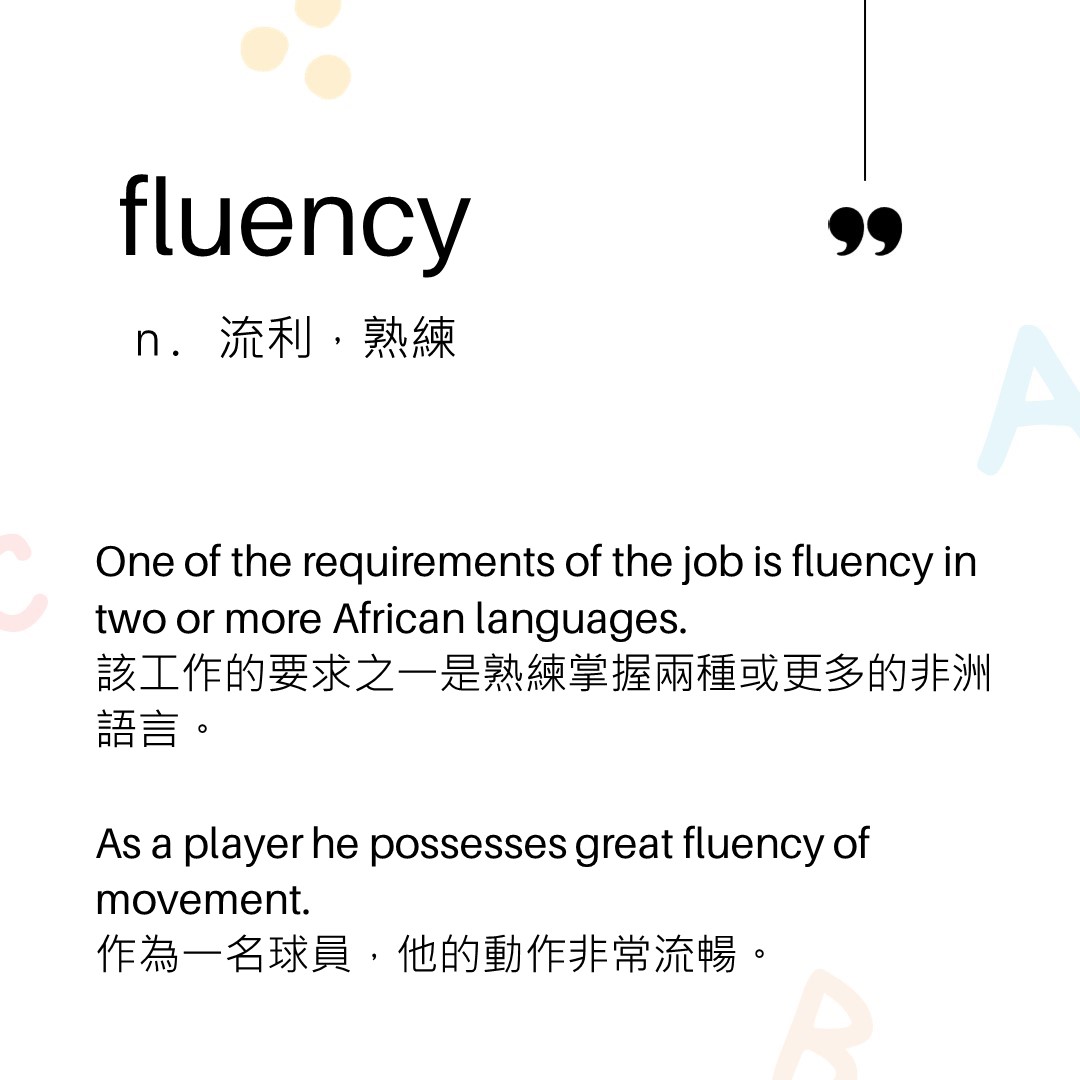 fluency
”
n. 流利，熟練
A
C
One of the requirements of the job is fluency in
two or more African languages.
該工作的要求之一是熟練掌握兩種或更多的非洲
語言。
As a player he possesses great fluency of
movement.
作為一名球員，他的動作非常流暢。
B